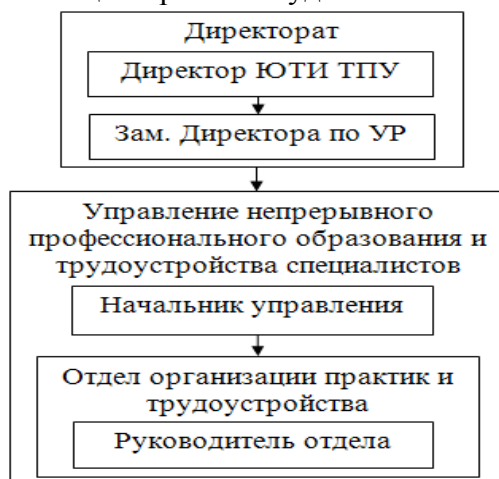 Директорат
Директор ЮТИ ТПУ
Зам. Директора по УР
Управление непрерывного
профессионального образования и
трудоустройства специалистов
Начальник управления
Отдел организации практик и
трудоустройства
Руководитель отдела